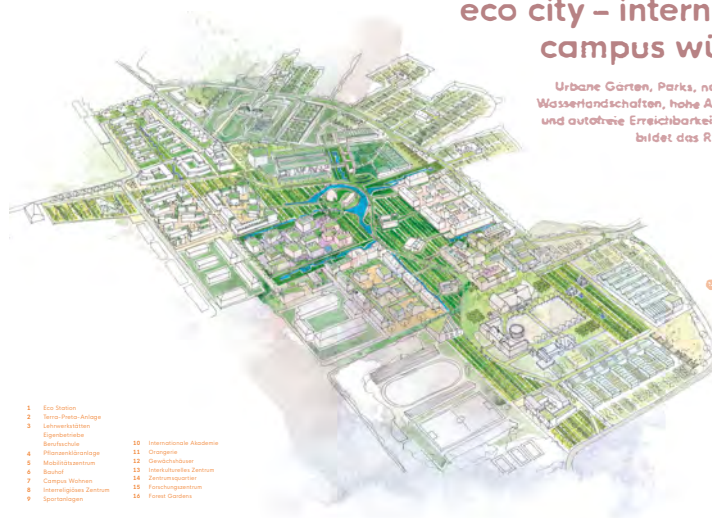 eco city – intern
campus wü
Urbane Gärten, Parks, na
Wasserlandschaften, hohe A
und autofreie Erreichbarkei
bildet das R
1 Eco Station
2 Terra-Preta-Anlage
3 Lehrwerkstätten
Eigenbetriebe
Berufsschule
4 Pflanzenkläranlage
5 Mobilitätszentrum
6 Bauhof
7 Campus Wohnen
8 Interreligiöses Zentrum
9 Sportanlagen
10 Internationale Akademie
11 Orangerie
12 Gewächshäuser
13 Interkulturelles Zentrum
14 Zentrumsquartier
15 Forschungszentrum
16 Forest Gardens